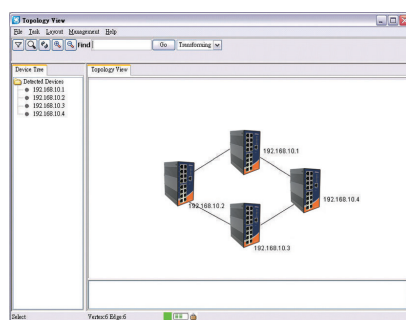 Topology View
File Task Layout Management Help
Find Go Transforming
Device Tree
Topology View
Detected Devices
192.168.10.1
192.168.10.2
192.168.10.3
192.168.10.4
192.168.10.1
192.168.10.2
192.168.10.4
192.168.10.3
Select Vertex:6 Edge:6